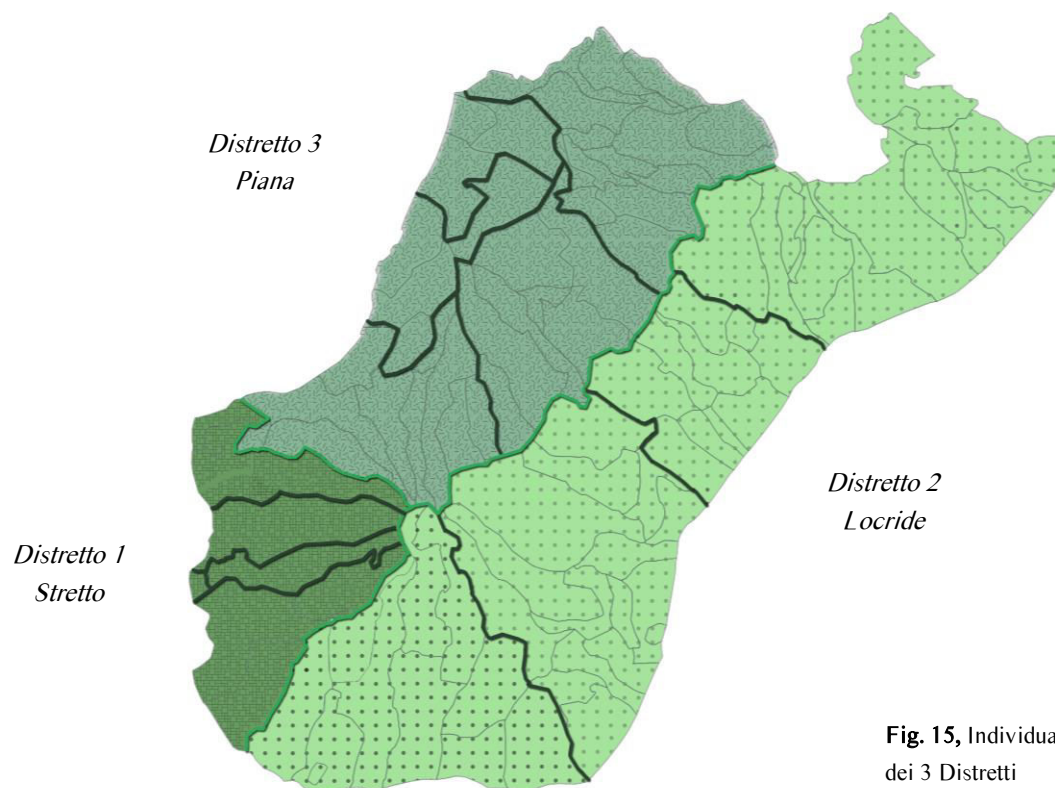 Distretto 3
Piana
Distretto 2
Locride
Distretto 1
Stretto
Fig. 15, Individua
dei 3 Distretti